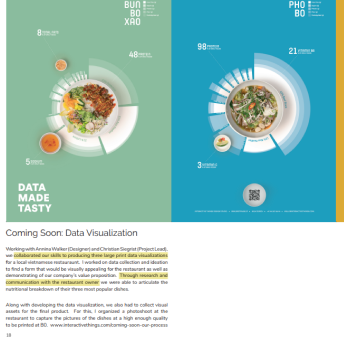 BUN
BO
XAO
PHO
BO
8
48
98
21
5
3
DATA
MADE
TASTY
Coming Soon: Data Visualization
Working with Annina Walker (Designer) and Christian Siegrist (Project Lead),
we collaborated our skills to producing three large print data visualizations
for a local vietnamese restaurant. I worked on data collection and ideation
to find a form that would be visually appealing for the restaurant as well as
demonstrating of our company's value proposition. Through research and
communication with the restaurant owner we were able to articulate the
nutritional breakdown of their three most popular dishes.
Along with developing the data visualization, we also had to collect visual
assets for the final product. For this, I organized a photoshoot at the
restaurant to capture the pictures of the dishes at a high enough quality
to be printed at B0. www.interactivethings.com/coming-soon-our-process
18